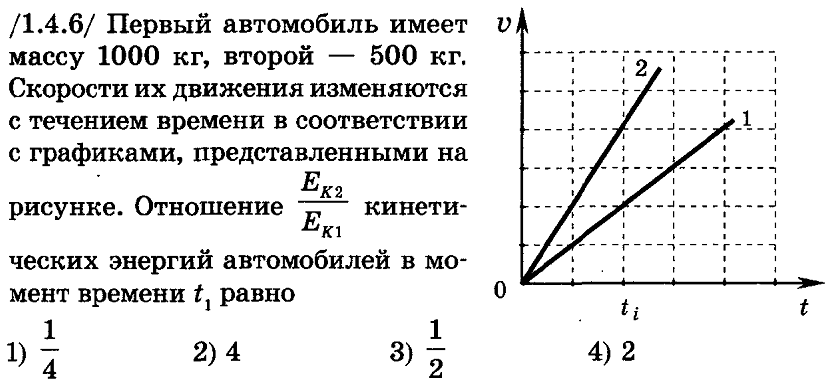 /1.4.6/ Первый автомобиль имеет
массу 1000 кг, второй — 500 кг.
Скорости их движения изменяются
с течением времени в соответствии
с графиками, представленными на
рисунке. Отношение E_K2/E_K1 кинети-
ческих энергий автомобилей в мо-
мент времени t₁ равно
1) 1/4 2) 4 3) 1/2 4) 2
υ
2
1
0
t_i
t